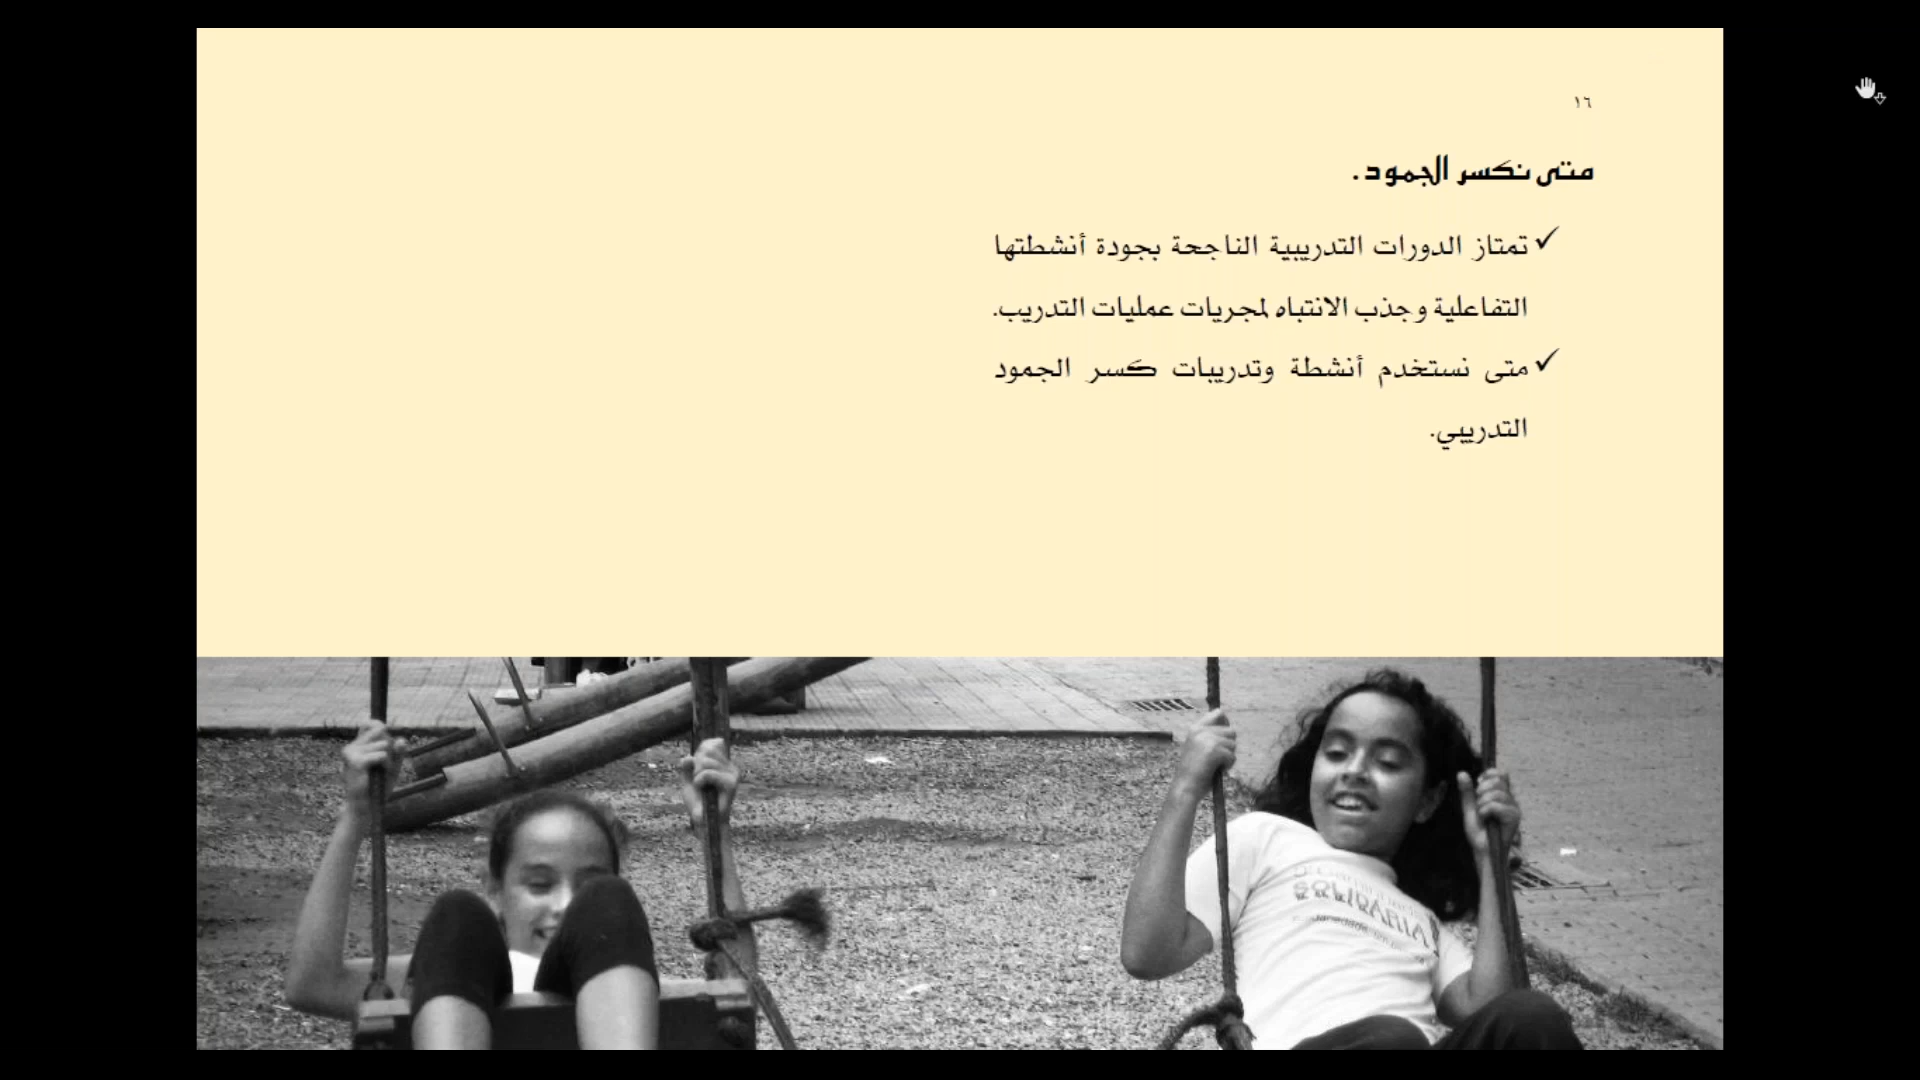 ١٦
متى نكسر الجمود .
✓ تمتاز الدورات التدريبية الناجحة بجودة أنشطتها
التفاعلية وجذب الانتباه لمجريات عمليات التدريب.
✓ متى نستخدم أنشطة وتدريبات كسر الجمود
التدريبي.
SOLIDARIA